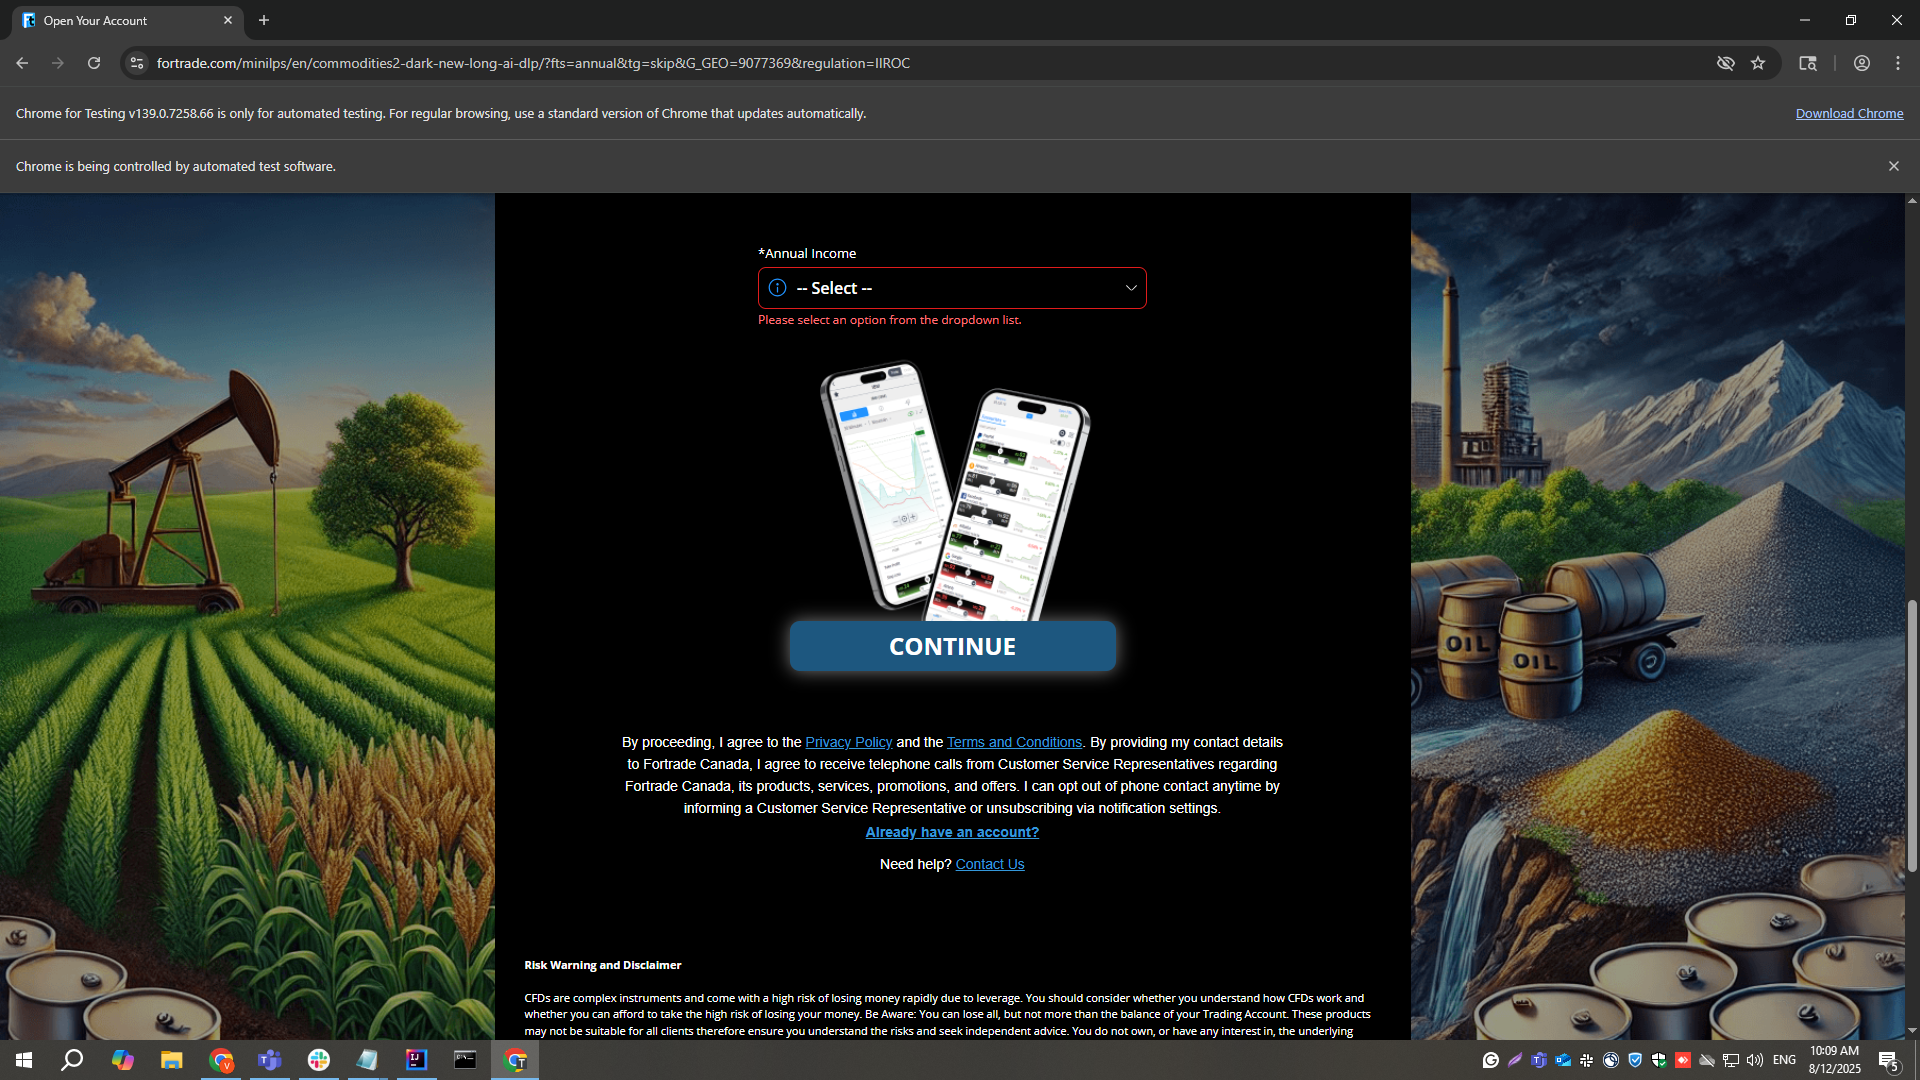 Open Your Account
fortrade.com/minilps/en/commodities2-dark-new-long-ai-dlp/?fts=annual&tg=skip&G_GEO=9077369&regulation=IIROC
Chrome for Testing v139.0.7258.66 is only for automated testing. For regular browsing, use a standard version of Chrome that updates automatically.
Download Chrome
Chrome is being controlled by automated test software.
*Annual Income
-- Select --
Please select an option from the dropdown list.
CONTINUE
OIL
OIL
By proceeding, I agree to the Privacy Policy and the Terms and Conditions. By providing my contact details
to Fortrade Canada, I agree to receive telephone calls from Customer Service Representatives regarding
Fortrade Canada, its products, services, promotions, and offers. I can opt out of phone contact anytime by
informing a Customer Service Representative or unsubscribing via notification settings.
Already have an account?
Need help? Contact Us
Risk Warning and Disclaimer
CFDs are complex instruments and come with a high risk of losing money rapidly due to leverage. You should consider whether you understand how CFDs work and
whether you can afford to take the high risk of losing your money. Be Aware: You can lose all, but not more than the balance of your Trading Account. These products
may not be suitable for all clients therefore ensure you understand the risks and seek independent advice. You do not own, or have any interest in, the underlying
ENG
10:09 AM
8/12/2025
5